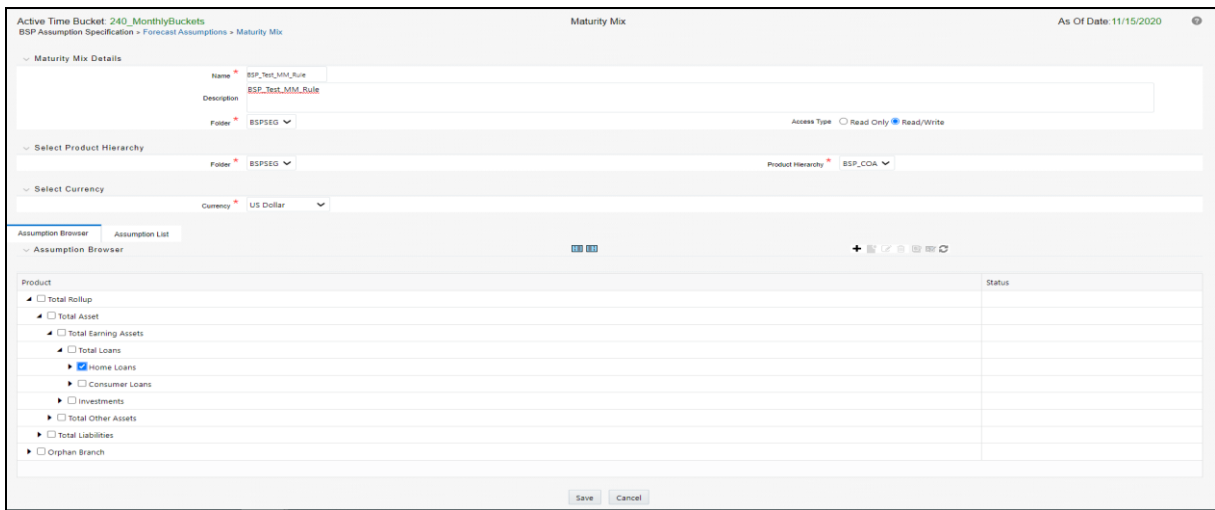 Active Time Bucket: 240_MonthlyBuckets Maturity Mix As Of Date:11/15/2020
BSP Assumption Specification > Forecast Assumptions > Maturity Mix
Maturity Mix Details
Name * BSP_Test_MM_Rule
Description BSP_Test_MM_Rule
Folder * BSPSEG Access Type Read Only Read/Write
Select Product Hierarchy
Folder * BSPSEG Product Hierarchy * BSP_COA
Select Currency
Currency * US Dollar
Assumption Browser Assumption List
Assumption Browser
Product Status
Total Rollup
Total Asset
Total Earning Assets
Total Loans
Home Loans
Consumer Loans
Investments
Total Other Assets
Total Liabilities
Orphan Branch
Save Cancel